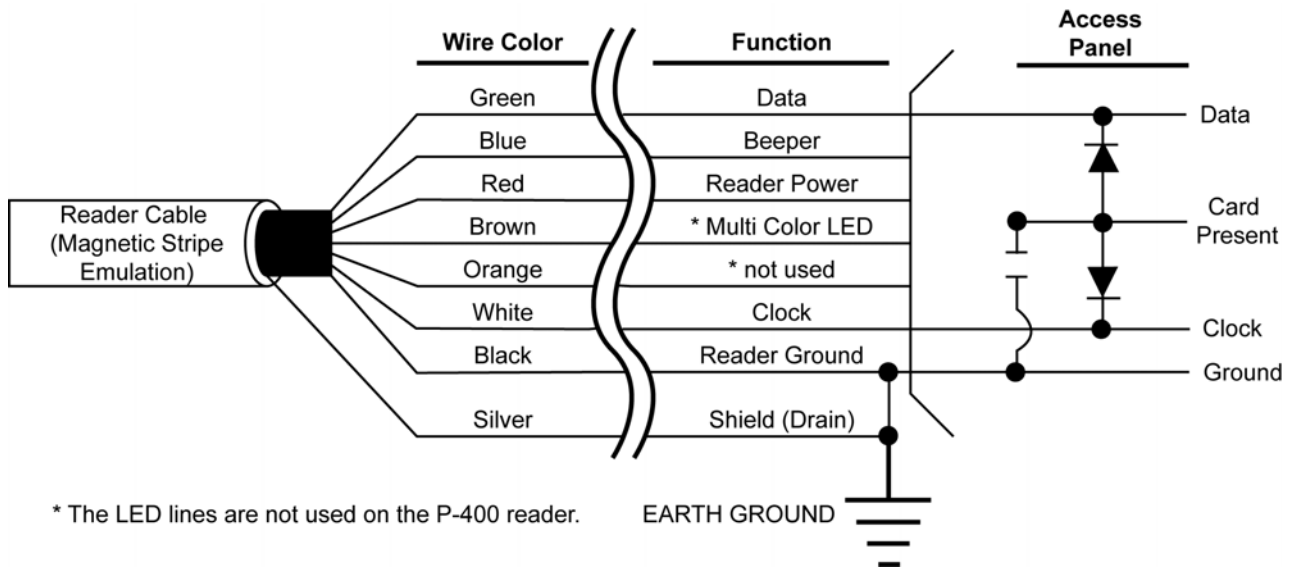 Wire Color
Function
Access
Panel
Green
Data
Data
Blue
Beeper
Red
Reader Power
Reader Cable
(Magnetic Stripe
Emulation)
Brown
* Multi Color LED
Card
Present
Orange
* not used
White
Clock
Clock
Black
Reader Ground
Ground
Silver
Shield (Drain)
* The LED lines are not used on the P-400 reader.
EARTH GROUND